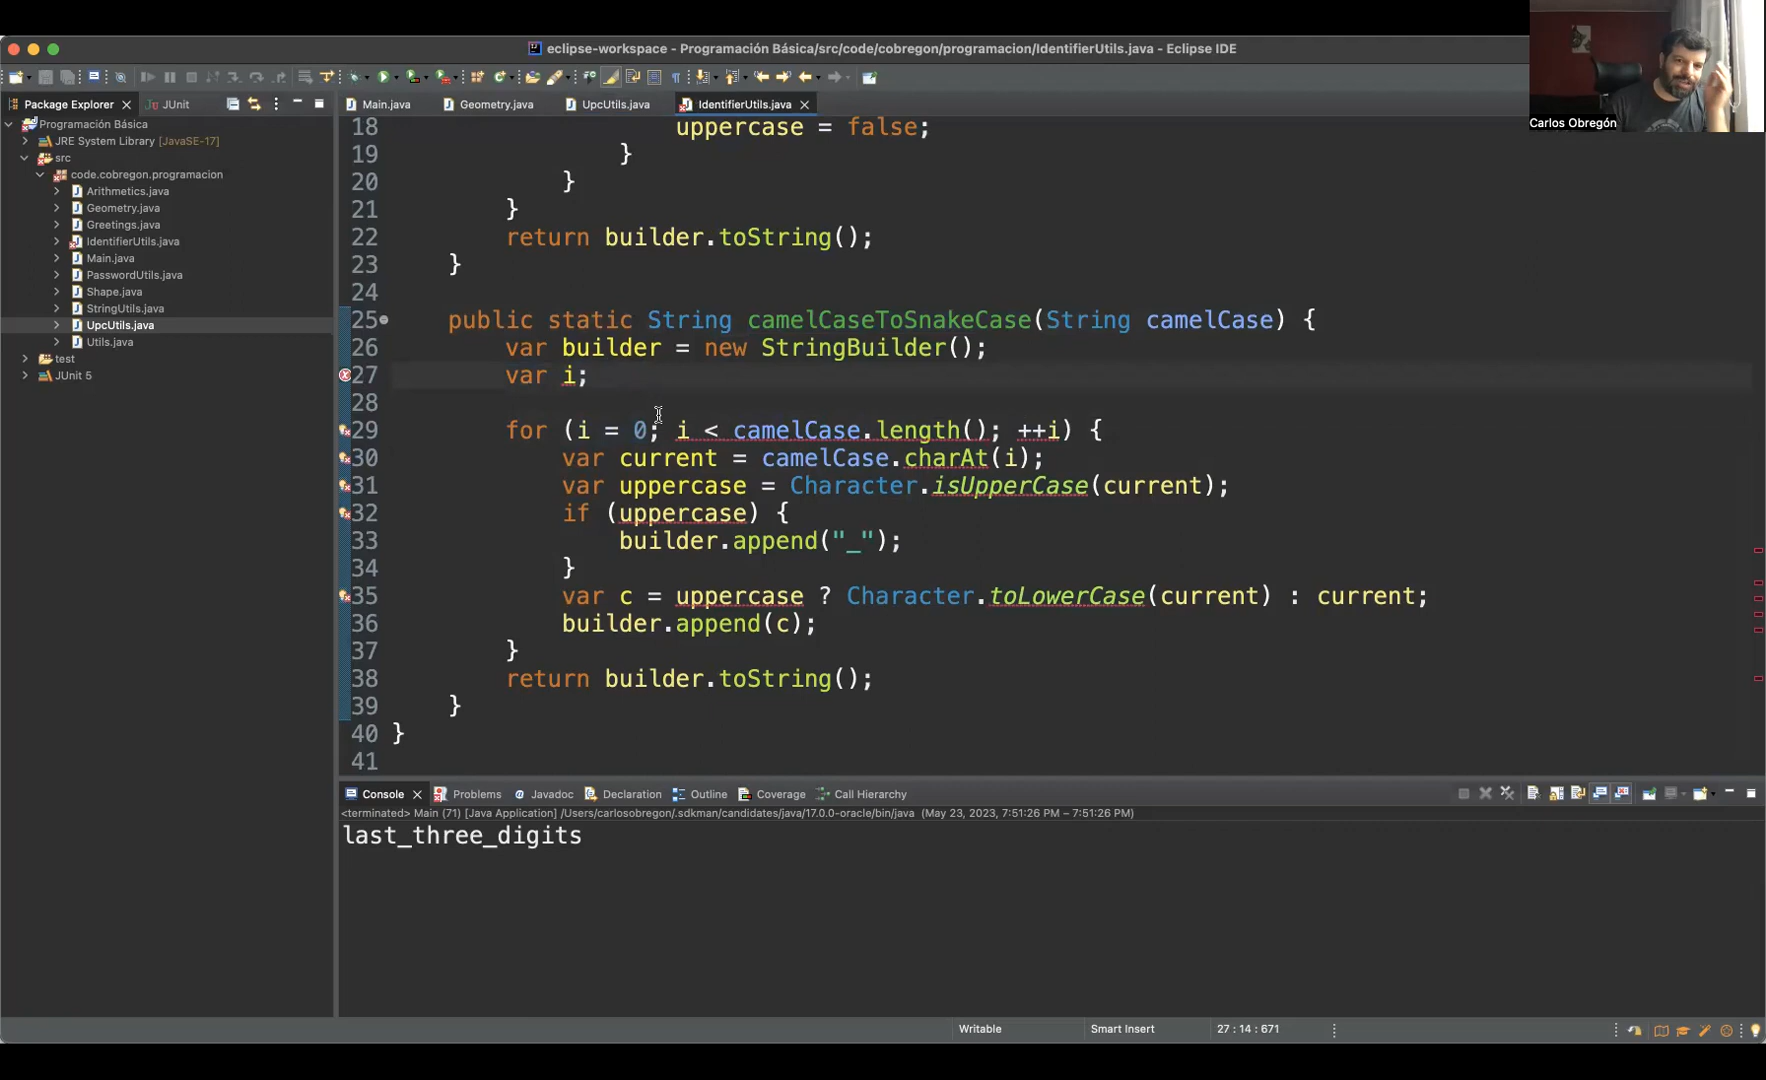 eclipse-workspace - Programación Básica/src/code/cobregon/programacion/IdentifierUtils.java - Eclipse IDE
Carlos Obregón
Package Explorer
JUnit
Main.java
Geometry.java
UpcUtils.java
IdentifierUtils.java
Programación Básica
JRE System Library [JavaSE-17]
src
code.cobregon.programacion
Arithmetics.java
Geometry.java
Greetings.java
IdentifierUtils.java
Main.java
PasswordUtils.java
Shape.java
StringUtils.java
UpcUtils.java
Utils.java
test
JUnit 5
18 uppercase = false;
19 }
20 }
21 }
22 return builder.toString();
23 }
24
25 public static String camelCaseToSnakeCase(String camelCase) {
26 var builder = new StringBuilder();
27 var i;
28
29 for (i = 0; i < camelCase.length(); ++i) {
30 var current = camelCase.charAt(i);
31 var uppercase = Character.isUpperCase(current);
32 if (uppercase) {
33 builder.append("_");
34 }
35 var c = uppercase ? Character.toLowerCase(current) : current;
36 builder.append(c);
37 }
38 return builder.toString();
39 }
40 }
41
Console
Problems
Javadoc
Declaration
Outline
Coverage
Call Hierarchy
<terminated> Main (71) [Java Application] /Users/carlosobregon/.sdkman/candidates/java/17.0.0-oracle/bin/java (May 23, 2023, 7:51:26 PM – 7:51:26 PM)
last_three_digits
Writable
Smart Insert
27 : 14 : 671